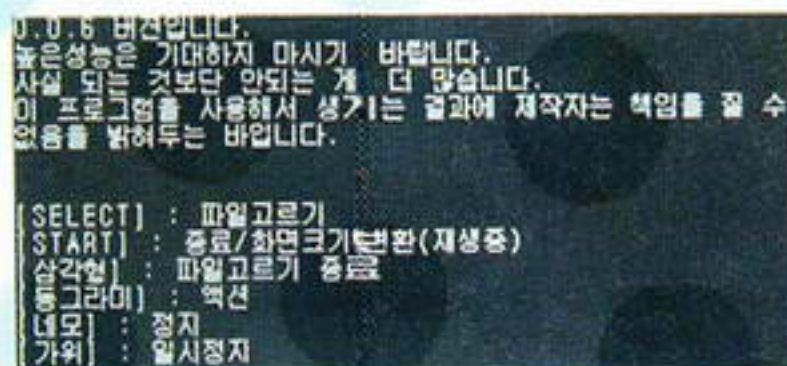 0.0.6 버젼입니다.
높은성능은 기대하지 마시기 바랍니다.
사실 되는 것보단 안되는 게 더 많습니다.
이 프로그램을 사용해서 생기는 결과에 제작자는 책임을 질 수
없음을 밝혀두는 바입니다.
[SELECT] : 파일고르기
[START] : 종료/화면크기변환(재생중)
[삼각형] : 파일고르기 종료
[동그라미] : 액션
[네모] : 정지
[가위] : 일시정지